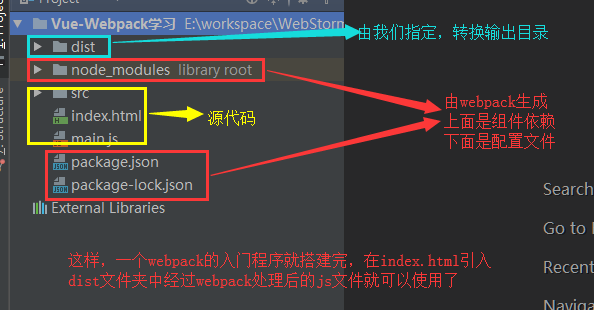 Project
Vue-Webpack学习 E:\workspace\WebStorm
dist
由我们指定，转换输出目录
node_modules library root
src
index.html
源代码
main.js
由webpack生成
上面是组件依赖
下面是配置文件
package.json
package-lock.json
External Libraries
Search
Go to
Recen
Naviga
这样，一个webpack的入门程序就搭建完，在index.html引入
dist文件夹中经过webpack处理后的js文件就可以使用了